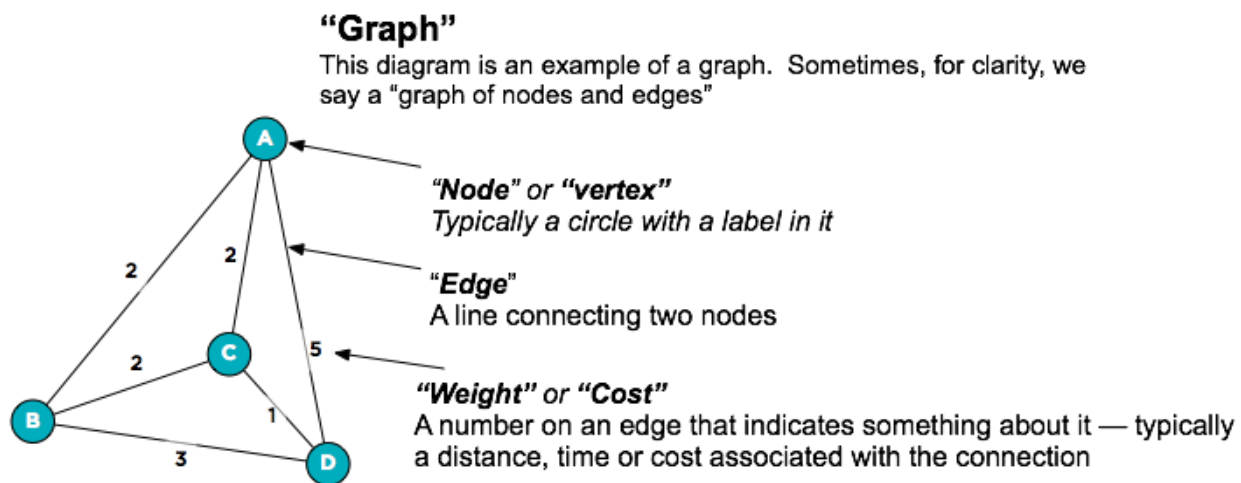 “Graph”
This diagram is an example of a graph.  Sometimes, for clarity, we
say a “graph of nodes and edges”
A
“Node” or “vertex”
Typically a circle with a label in it
2
2
“Edge”
A line connecting two nodes
2
C
5
“Weight” or “Cost”
A number on an edge that indicates something about it — typically
a distance, time or cost associated with the connection
B
1
3
D